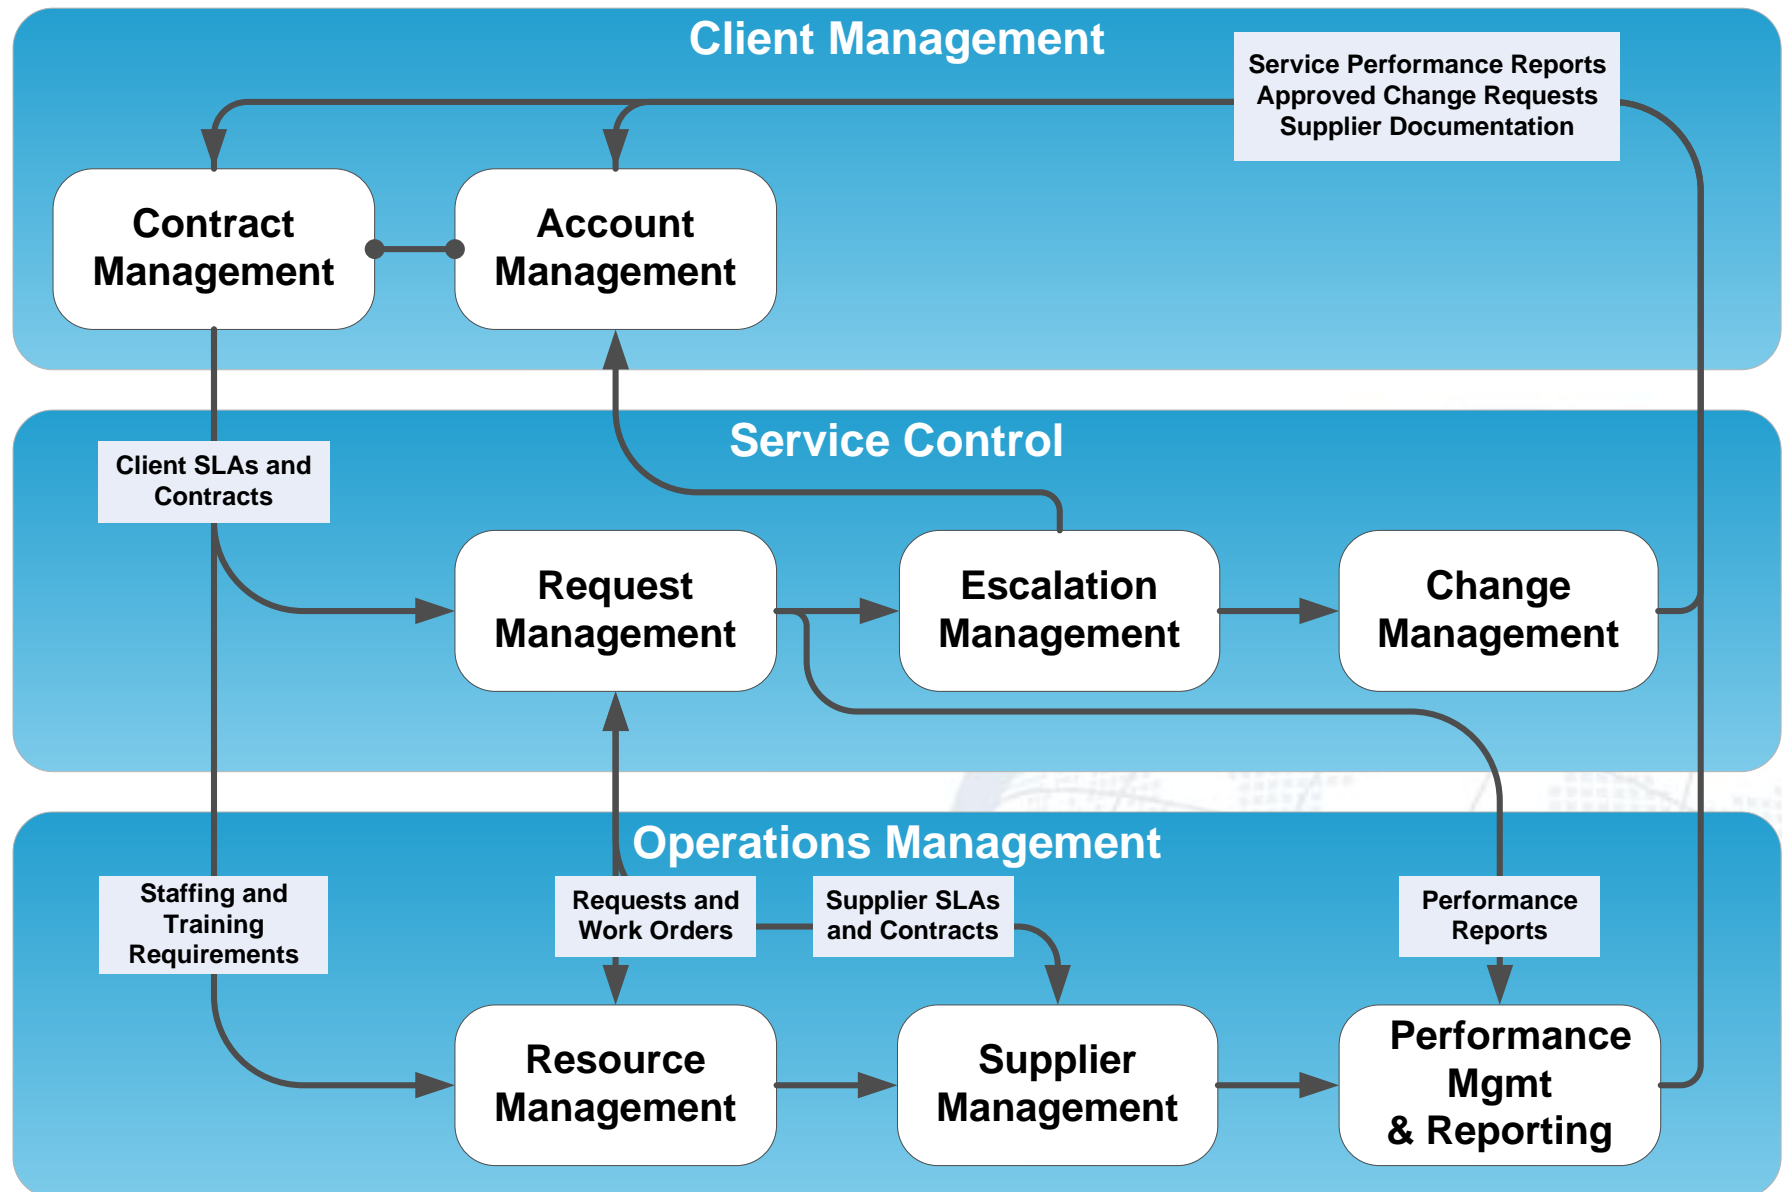 Client Management
Service Performance Reports
Approved Change Requests
Supplier Documentation
Contract
Management
Account
Management
Service Control
Client SLAs and
Contracts
Request
Management
Escalation
Management
Change
Management
Operations Management
Staffing and
Training
Requirements
Requests and
Work Orders
Supplier SLAs
and Contracts
Performance
Reports
Resource
Management
Supplier
Management
Performance
Mgmt
& Reporting